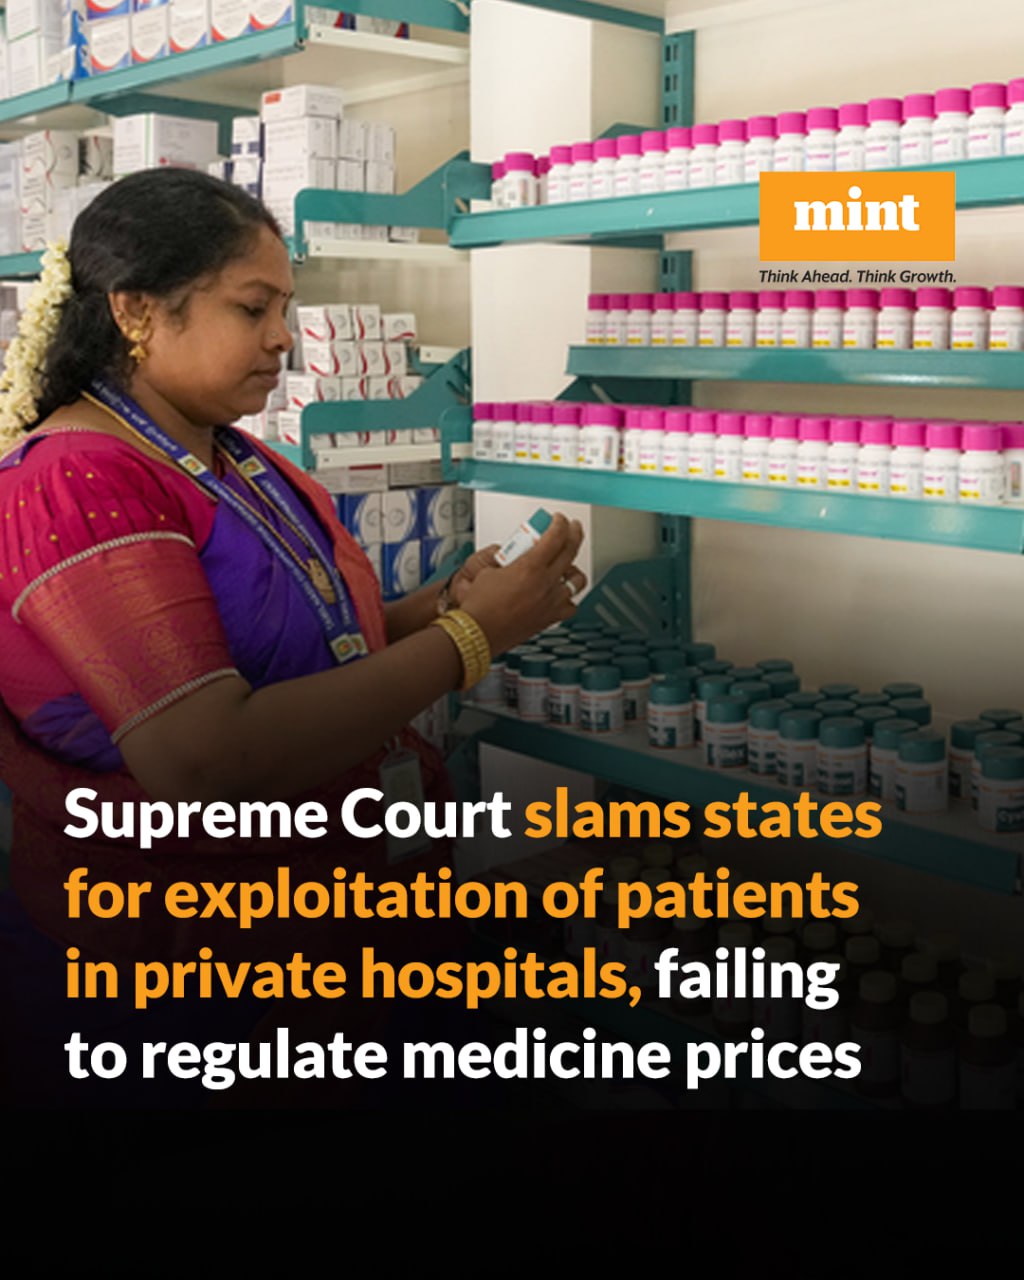 mint
Think Ahead. Think Growth.
Supreme Court slams states
for exploitation of patients
in private hospitals, failing
to regulate medicine prices